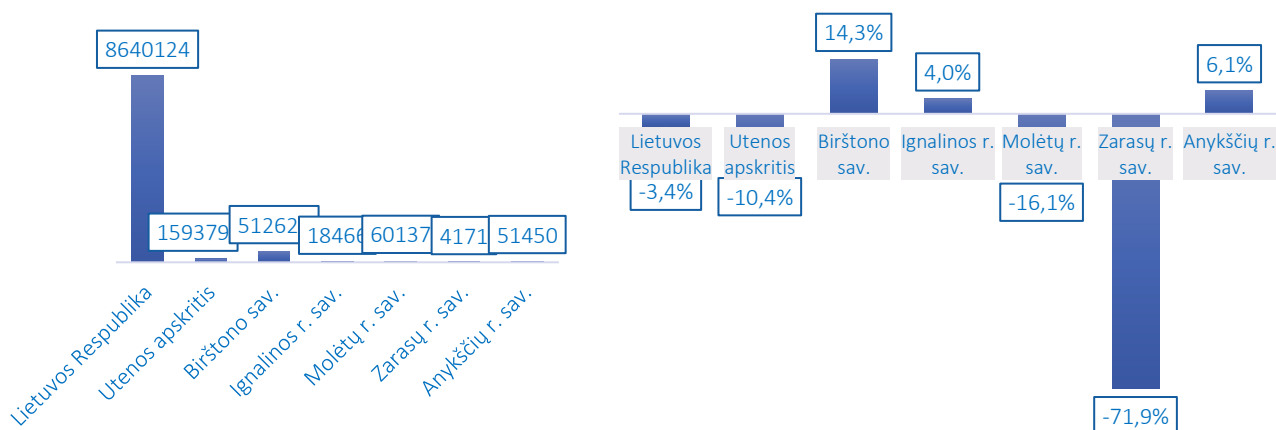 8640124
159379
51262
18466
60137
4171
51450
Lietuvos Respublika
Utenos apskritis
Birštono sav.
Ignalinos r. sav.
Molėtų r. sav.
Zarasų r. sav.
Anykščių r. sav.
14,3%
4,0%
6,1%
Lietuvos
Respublika
Utenos
apskritis
Birštono
sav.
Ignalinos r.
sav.
Molėtų r.
sav.
Zarasų r.
sav.
Anykščių r.
sav.
-3,4%
-10,4%
-16,1%
-71,9%